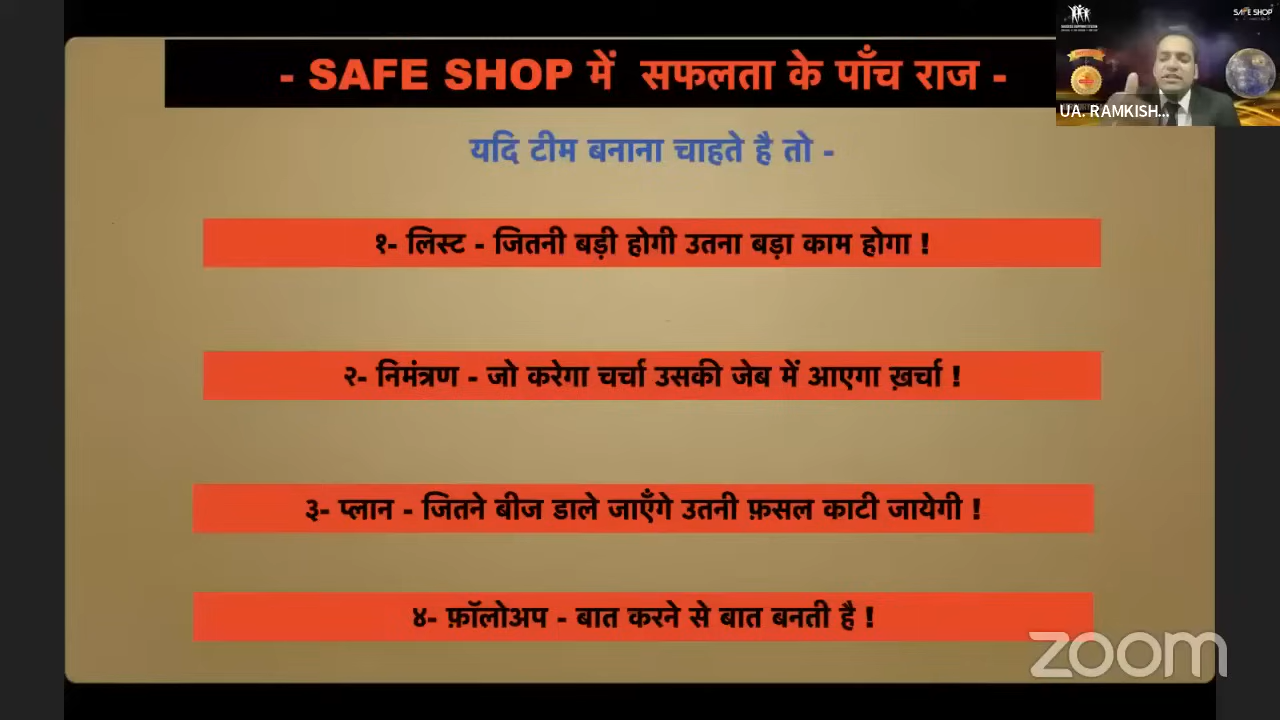 - SAFE SHOP में सफलता के पाँच राज -
SAFE SHOP
UA. RAMKISH...
यदि टीम बनाना चाहते है तो -
१- लिस्ट - जितनी बड़ी होगी उतना बड़ा काम होगा !
२- निमंत्रण - जो करेगा चर्चा उसकी जेब में आएगा ख़र्चा !
३- प्लान - जितने बीज डाले जाएँगे उतनी फ़सल काटी जायेगी !
४- फ़ॉलोअप - बात करने से बात बनती है !
zoom